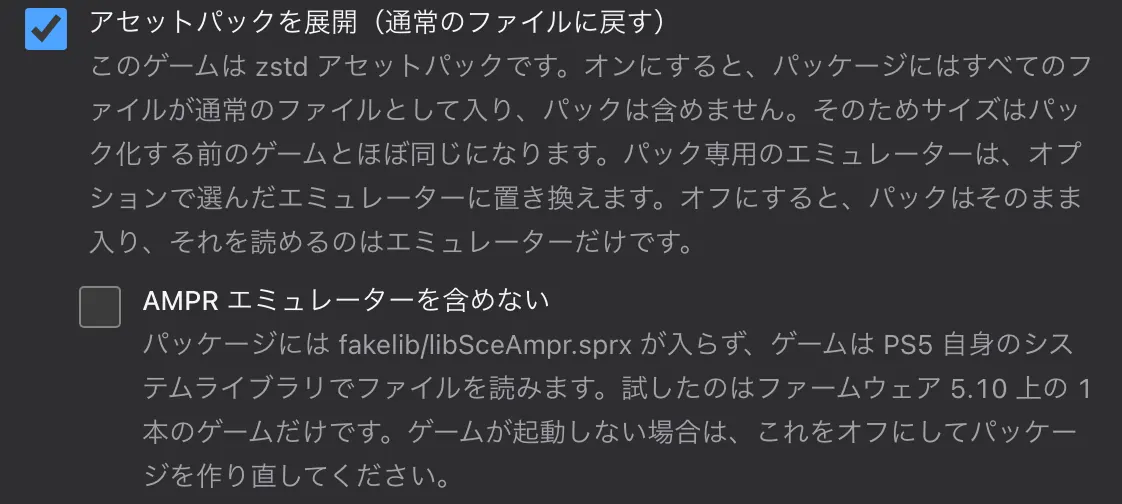 アセットパックを展開（通常のファイルに戻す）
このゲームは zstd アセットパックです。オンにすると、パッケージにはすべてのフ
ァイルが通常のファイルとして入り、パックは含めません。そのためサイズはパッ
ク化する前のゲームとほぼ同じになります。パック専用のエミュレーターは、オプ
ションで選んだエミュレーターに置き換えます。オフにすると、パックはそのまま
入り、それを読めるのはエミュレーターだけです。
AMPR エミュレーターを含めない
パッケージには fakelib/libSceAmpr.sprx が入らず、ゲームは PS5 自身のシス
テムライブラリでファイルを読みます。試したのはファームウェア 5.10 上の 1
本のゲームだけです。ゲームが起動しない場合は、これをオフにしてパッケー
ジを作り直してください。